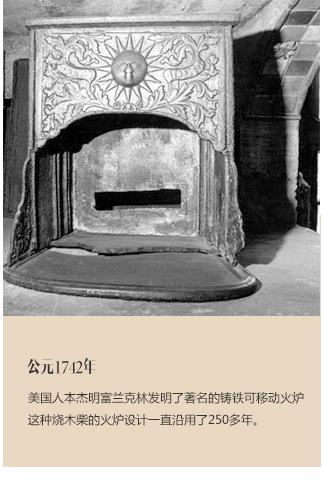 公元1742年
美国人本杰明富兰克林发明了著名的铸铁可移动火炉
这种烧木柴的火炉设计一直沿用了250多年。